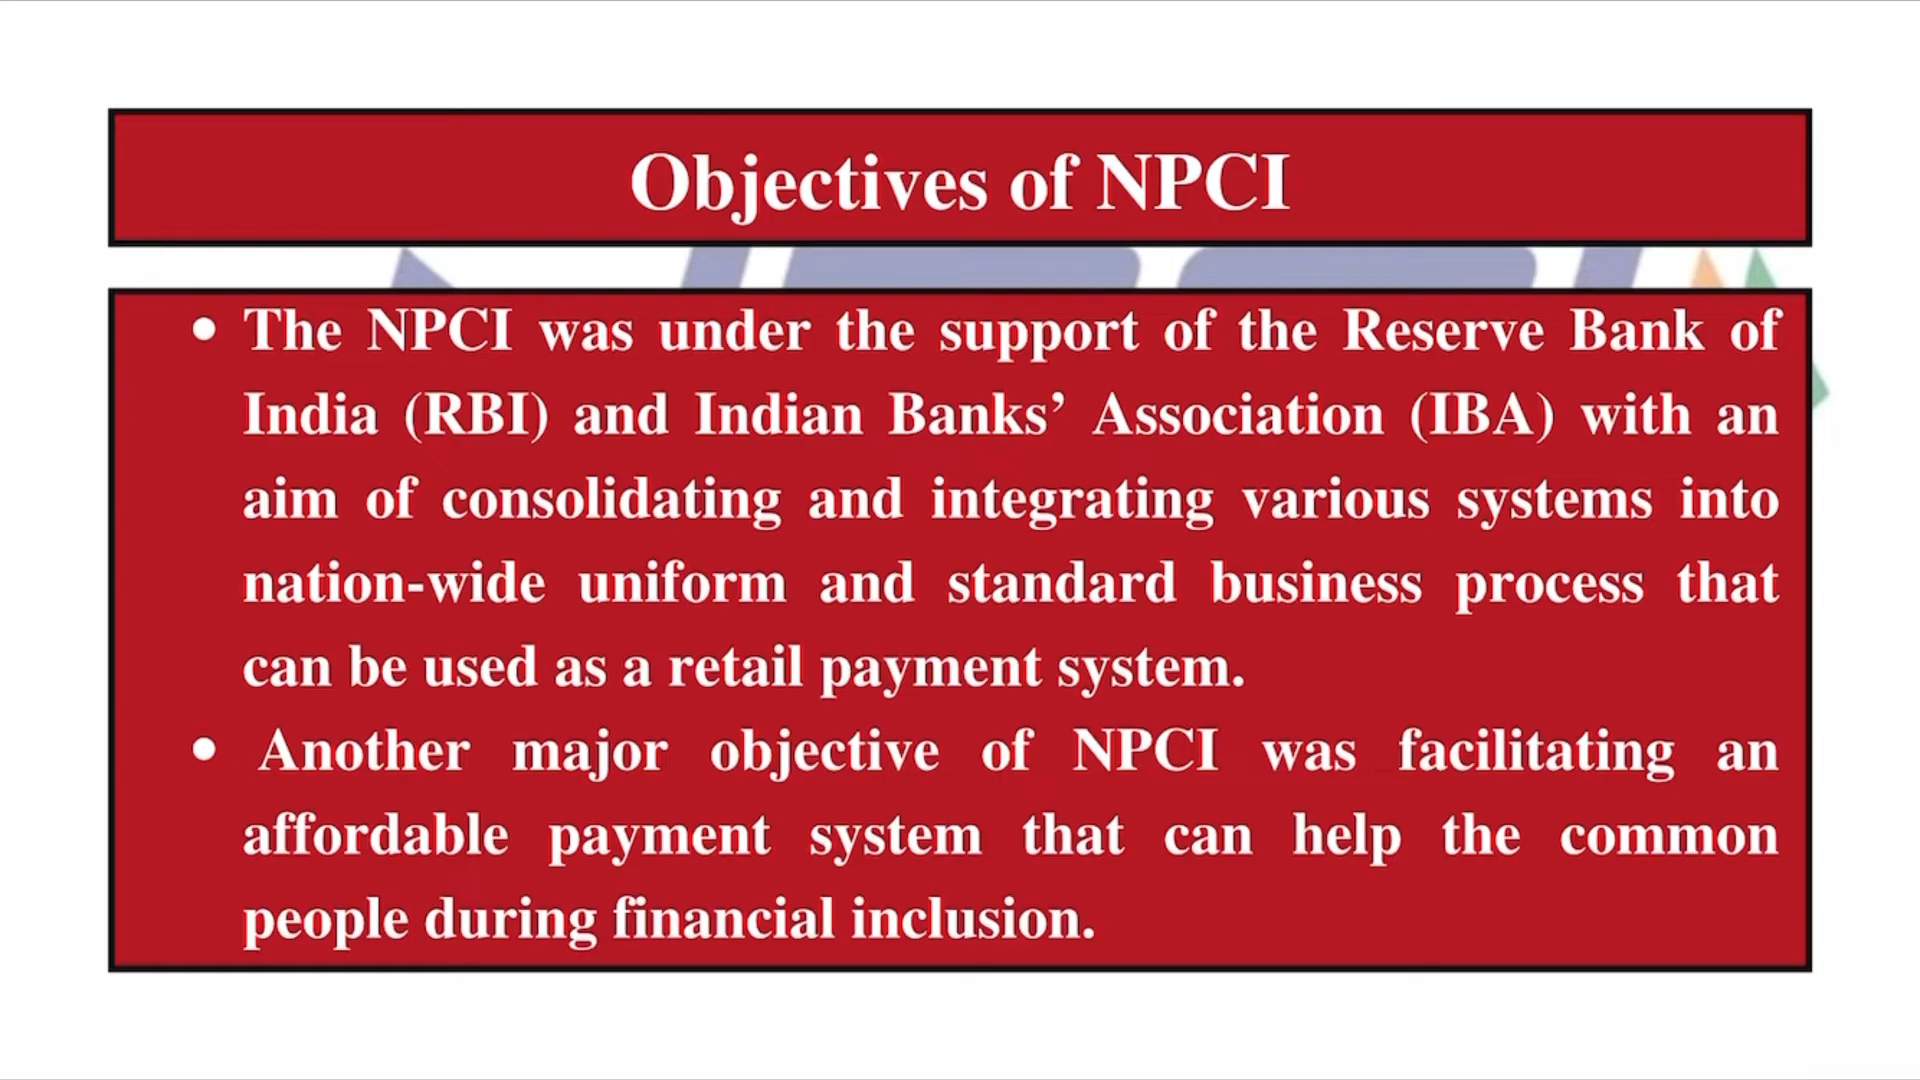 Objectives of NPCI
• The NPCI was under the support of the Reserve Bank of
India (RBI) and Indian Banks’ Association (IBA) with an
aim of consolidating and integrating various systems into
nation-wide uniform and standard business process that
can be used as a retail payment system.
• Another major objective of NPCI was facilitating an
affordable payment system that can help the common
people during financial inclusion.